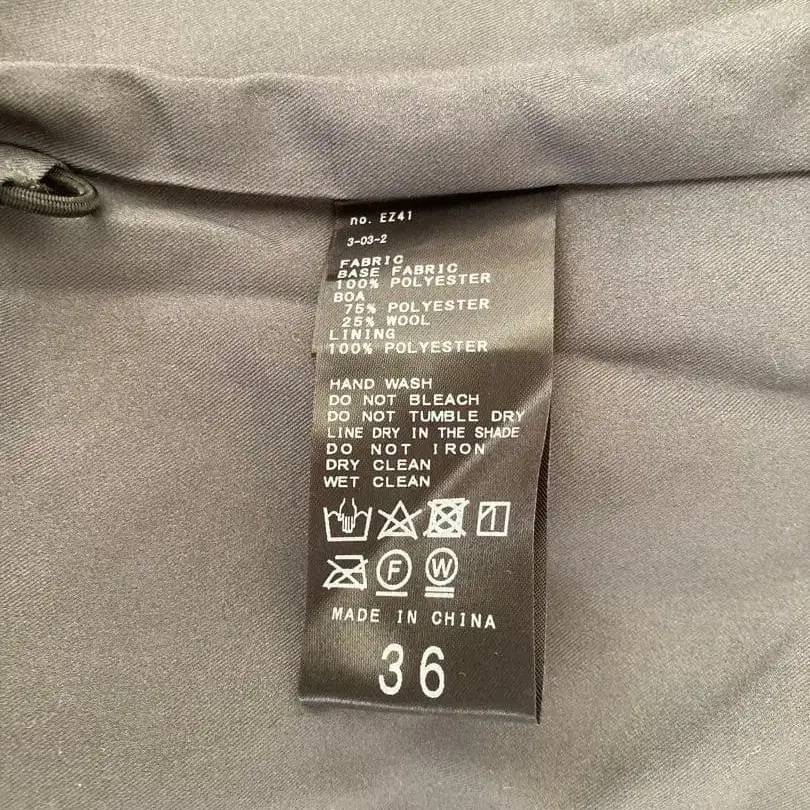 no. EZ41
3-03-2
FABRIC
BASE FABRIC
100% POLYESTER
BOA
75% POLYESTER
25% WOOL
LINING
100% POLYESTER
HAND WASH
DO NOT BLEACH
DO NOT TUMBLE DRY
LINE DRY IN THE SHADE
DO NOT IRON
DRY CLEAN
WET CLEAN
F W
MADE IN CHINA
36